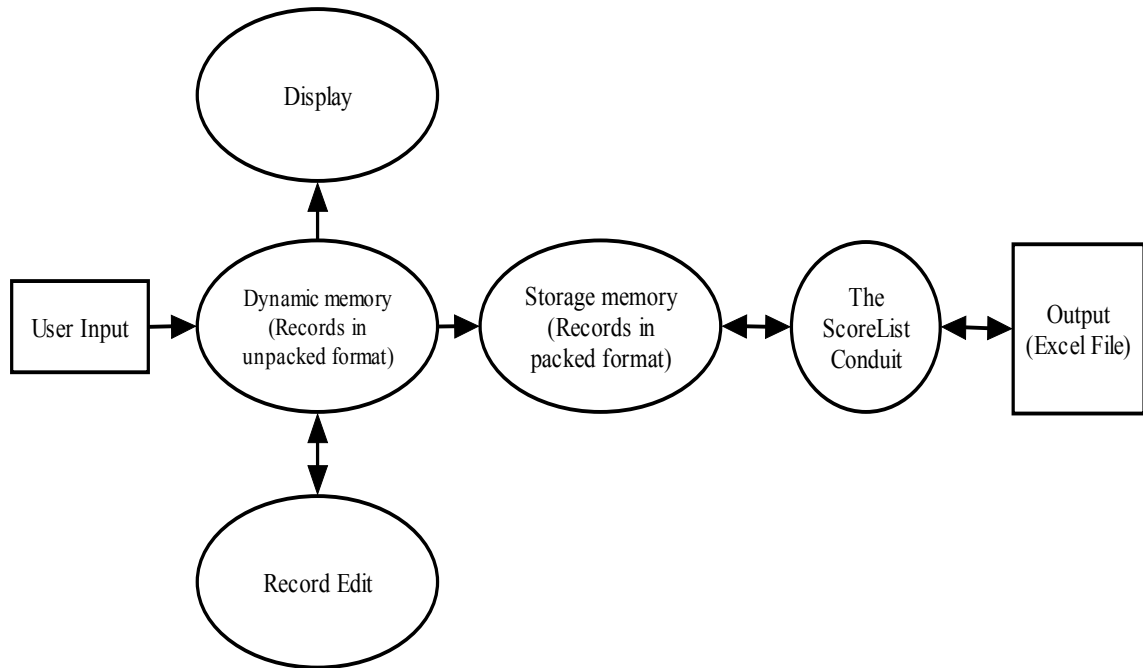 Display
User Input
Dynamic memory
(Records in
unpacked format)
Storage memory
(Records in
packed format)
The
ScoreList
Conduit
Output
(Excel File)
Record Edit